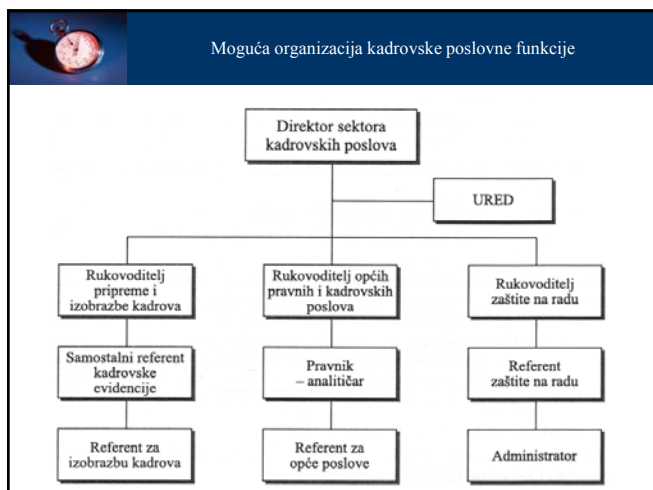 Moguća organizacija kadrovske poslovne funkcije
Direktor sektora
kadrovskih poslova
URED
Rukovoditelj
pripreme i
izobrazbe kadrova
Rukovoditelj općih
pravnih i kadrovskih
poslova
Rukovoditelj
zaštite na radu
Samostalni referent
kadrovske
evidencije
Pravnik
– analitičar
Referent
zaštite na radu
Referent za
izobrazbu kadrova
Referent za
opće poslove
Administrator